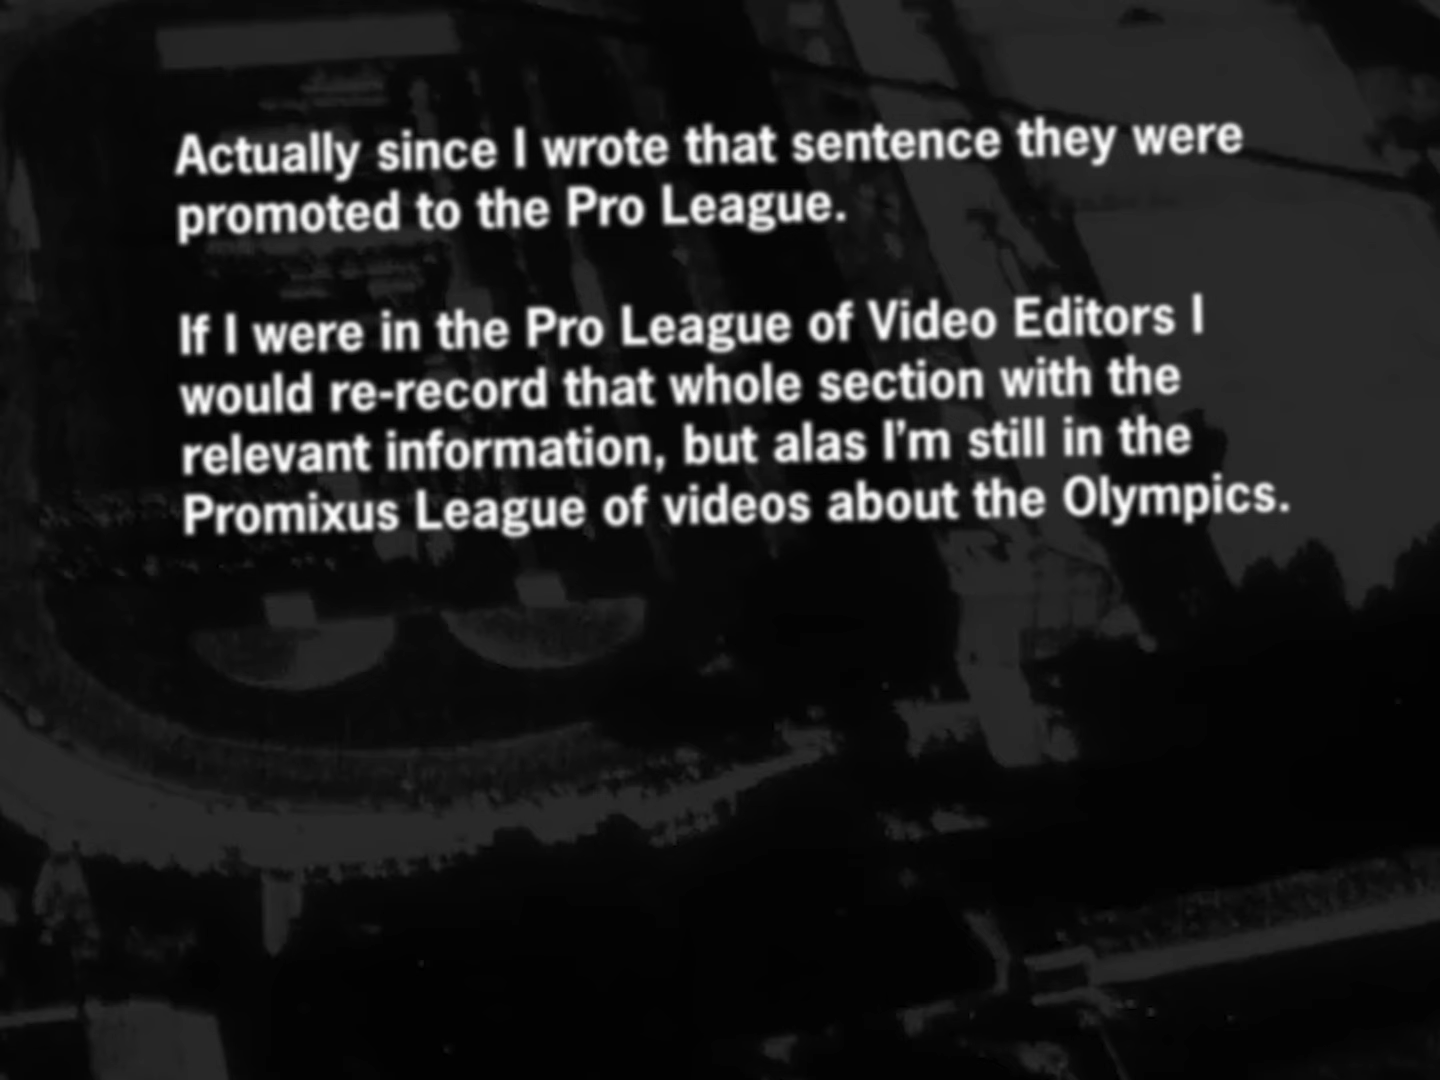 Actually since I wrote that sentence they were
promoted to the Pro League.
If I were in the Pro League of Video Editors I
would re-record that whole section with the
relevant information, but alas I'm still in the
Promixus League of videos about the Olympics.